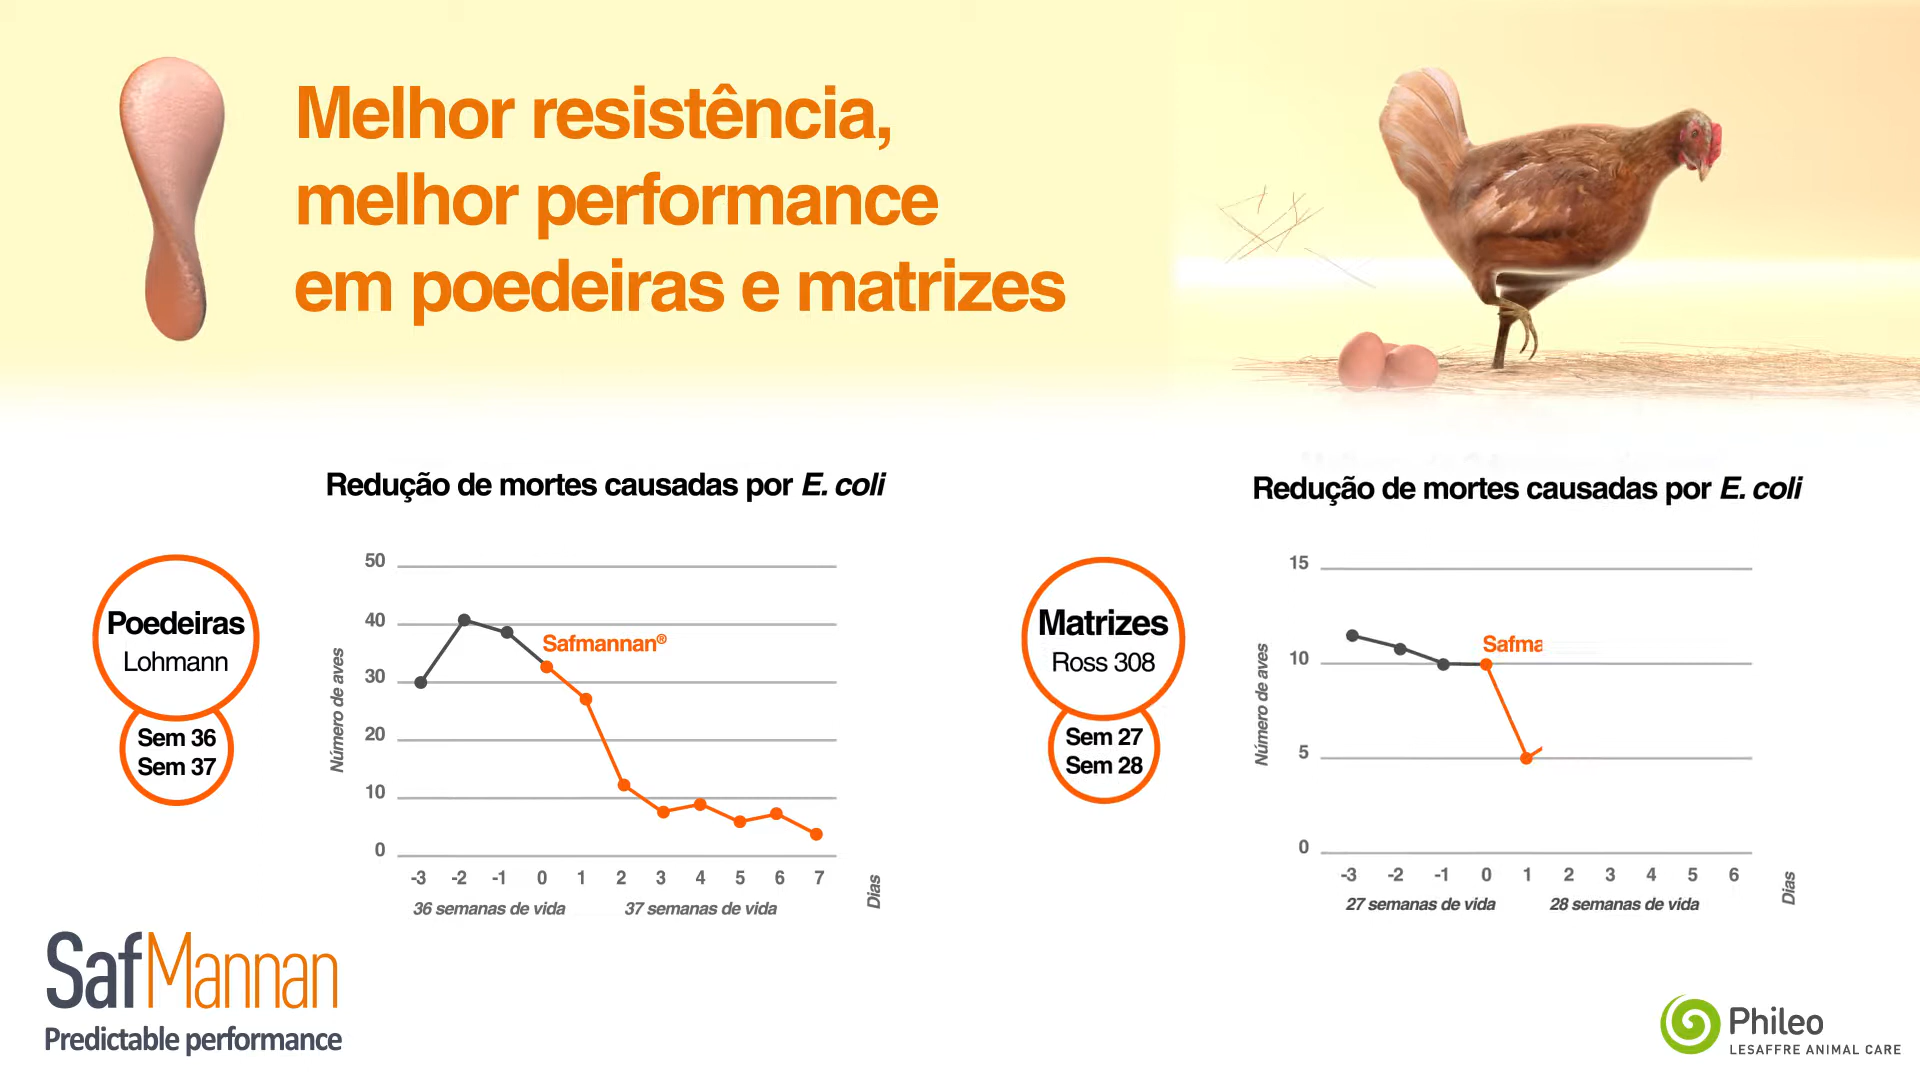 Melhor resistência,
melhor performance
em poedeiras e matrizes
Redução de mortes causadas por E. coli
Poedeiras
Lohmann
Sem 36
Sem 37
Número de aves
50
40
30
20
10
0
Safmannan®
-3 -2 -1 0 1 2 3 4 5 6 7
36 semanas de vida 37 semanas de vida
Dias
Redução de mortes causadas por E. coli
Matrizes
Ross 308
Sem 27
Sem 28
Número de aves
15
10
5
0
Safma
-3 -2 -1 0 1 2 3 4 5 6
27 semanas de vida 28 semanas de vida
Dias
SafMannan
Predictable performance
Phileo
LESAFFRE ANIMAL CARE